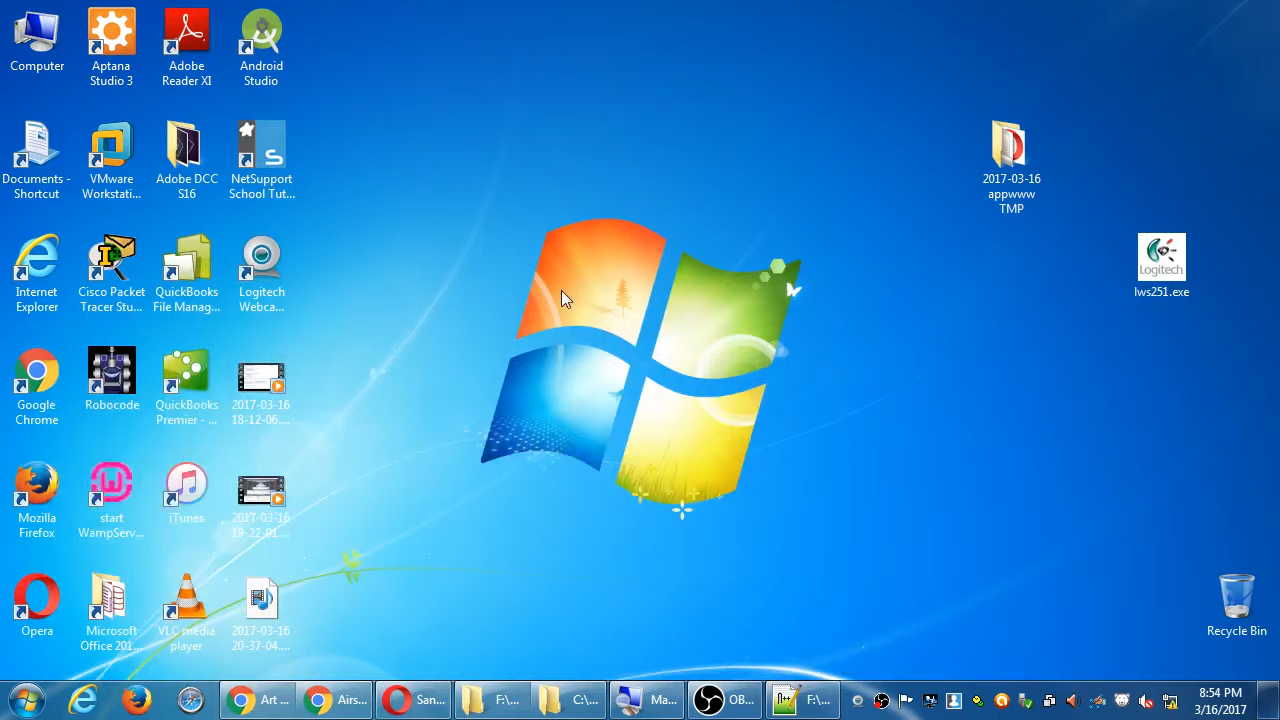 Computer
Aptana
Studio 3
Adobe
Reader XI
Android
Studio
Documents -
Shortcut
VMware
Workstati...
Adobe DCC
S16
NetSupport
School Tut...
2017-03-16
appwww
TMP
Logitech
lws251.exe
Internet
Explorer
Cisco Packet
Tracer Stu...
QuickBooks
File Manag...
Logitech
Webca...
Google
Chrome
Robocode
QuickBooks
Premier - ...
2017-03-16
18-12-06....
Mozilla
Firefox
start
WampServ...
iTunes
2017-03-16
19-22-01....
Opera
Microsoft
Office 201...
VLC media
player
2017-03-16
20-37-04....
Recycle Bin
Art ...
Airs...
San...
F:\...
C:\...
Ma...
OB...
F:\...
8:54 PM
3/16/2017